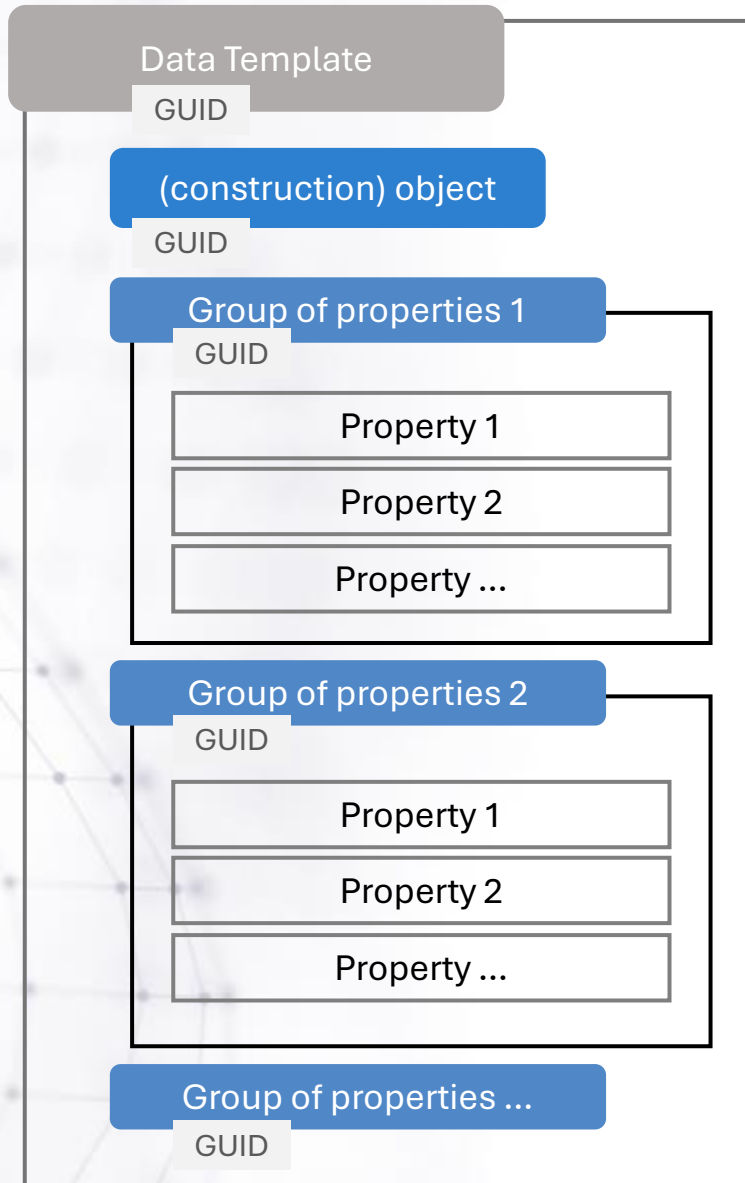 Data Template
GUID
(construction) object
GUID
Group of properties 1
GUID
Property 1
Property 2
Property ...
Group of properties 2
GUID
Property 1
Property 2
Property ...
Group of properties ...
GUID